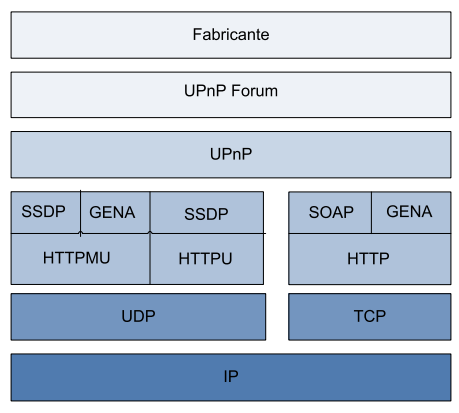 Fabricante
UPnP Forum
UPnP
SSDP GENA SSDP SOAP GENA
HTTPMU HTTPU HTTP
UDP TCP
IP